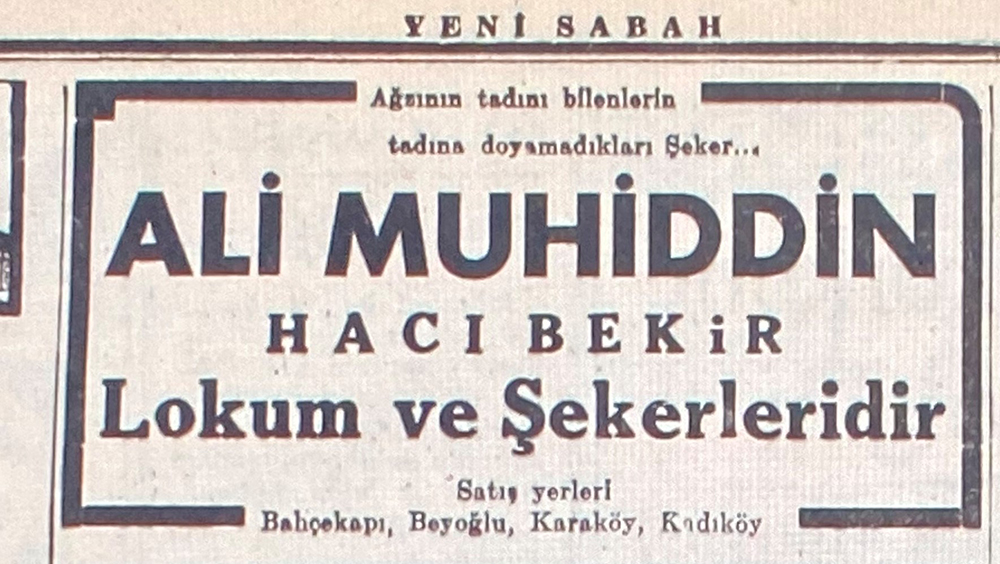 YENİ SABAH
Ağzının tadını bilenlerin
tadına doyamadıkları Şeker...
ALİ MUHİDDİN
HACI BEKiR
Lokum ve Şekerleridir
Satış yerleri
Bahçekapı, Beyoğlu, Karaköy, Kadıköy